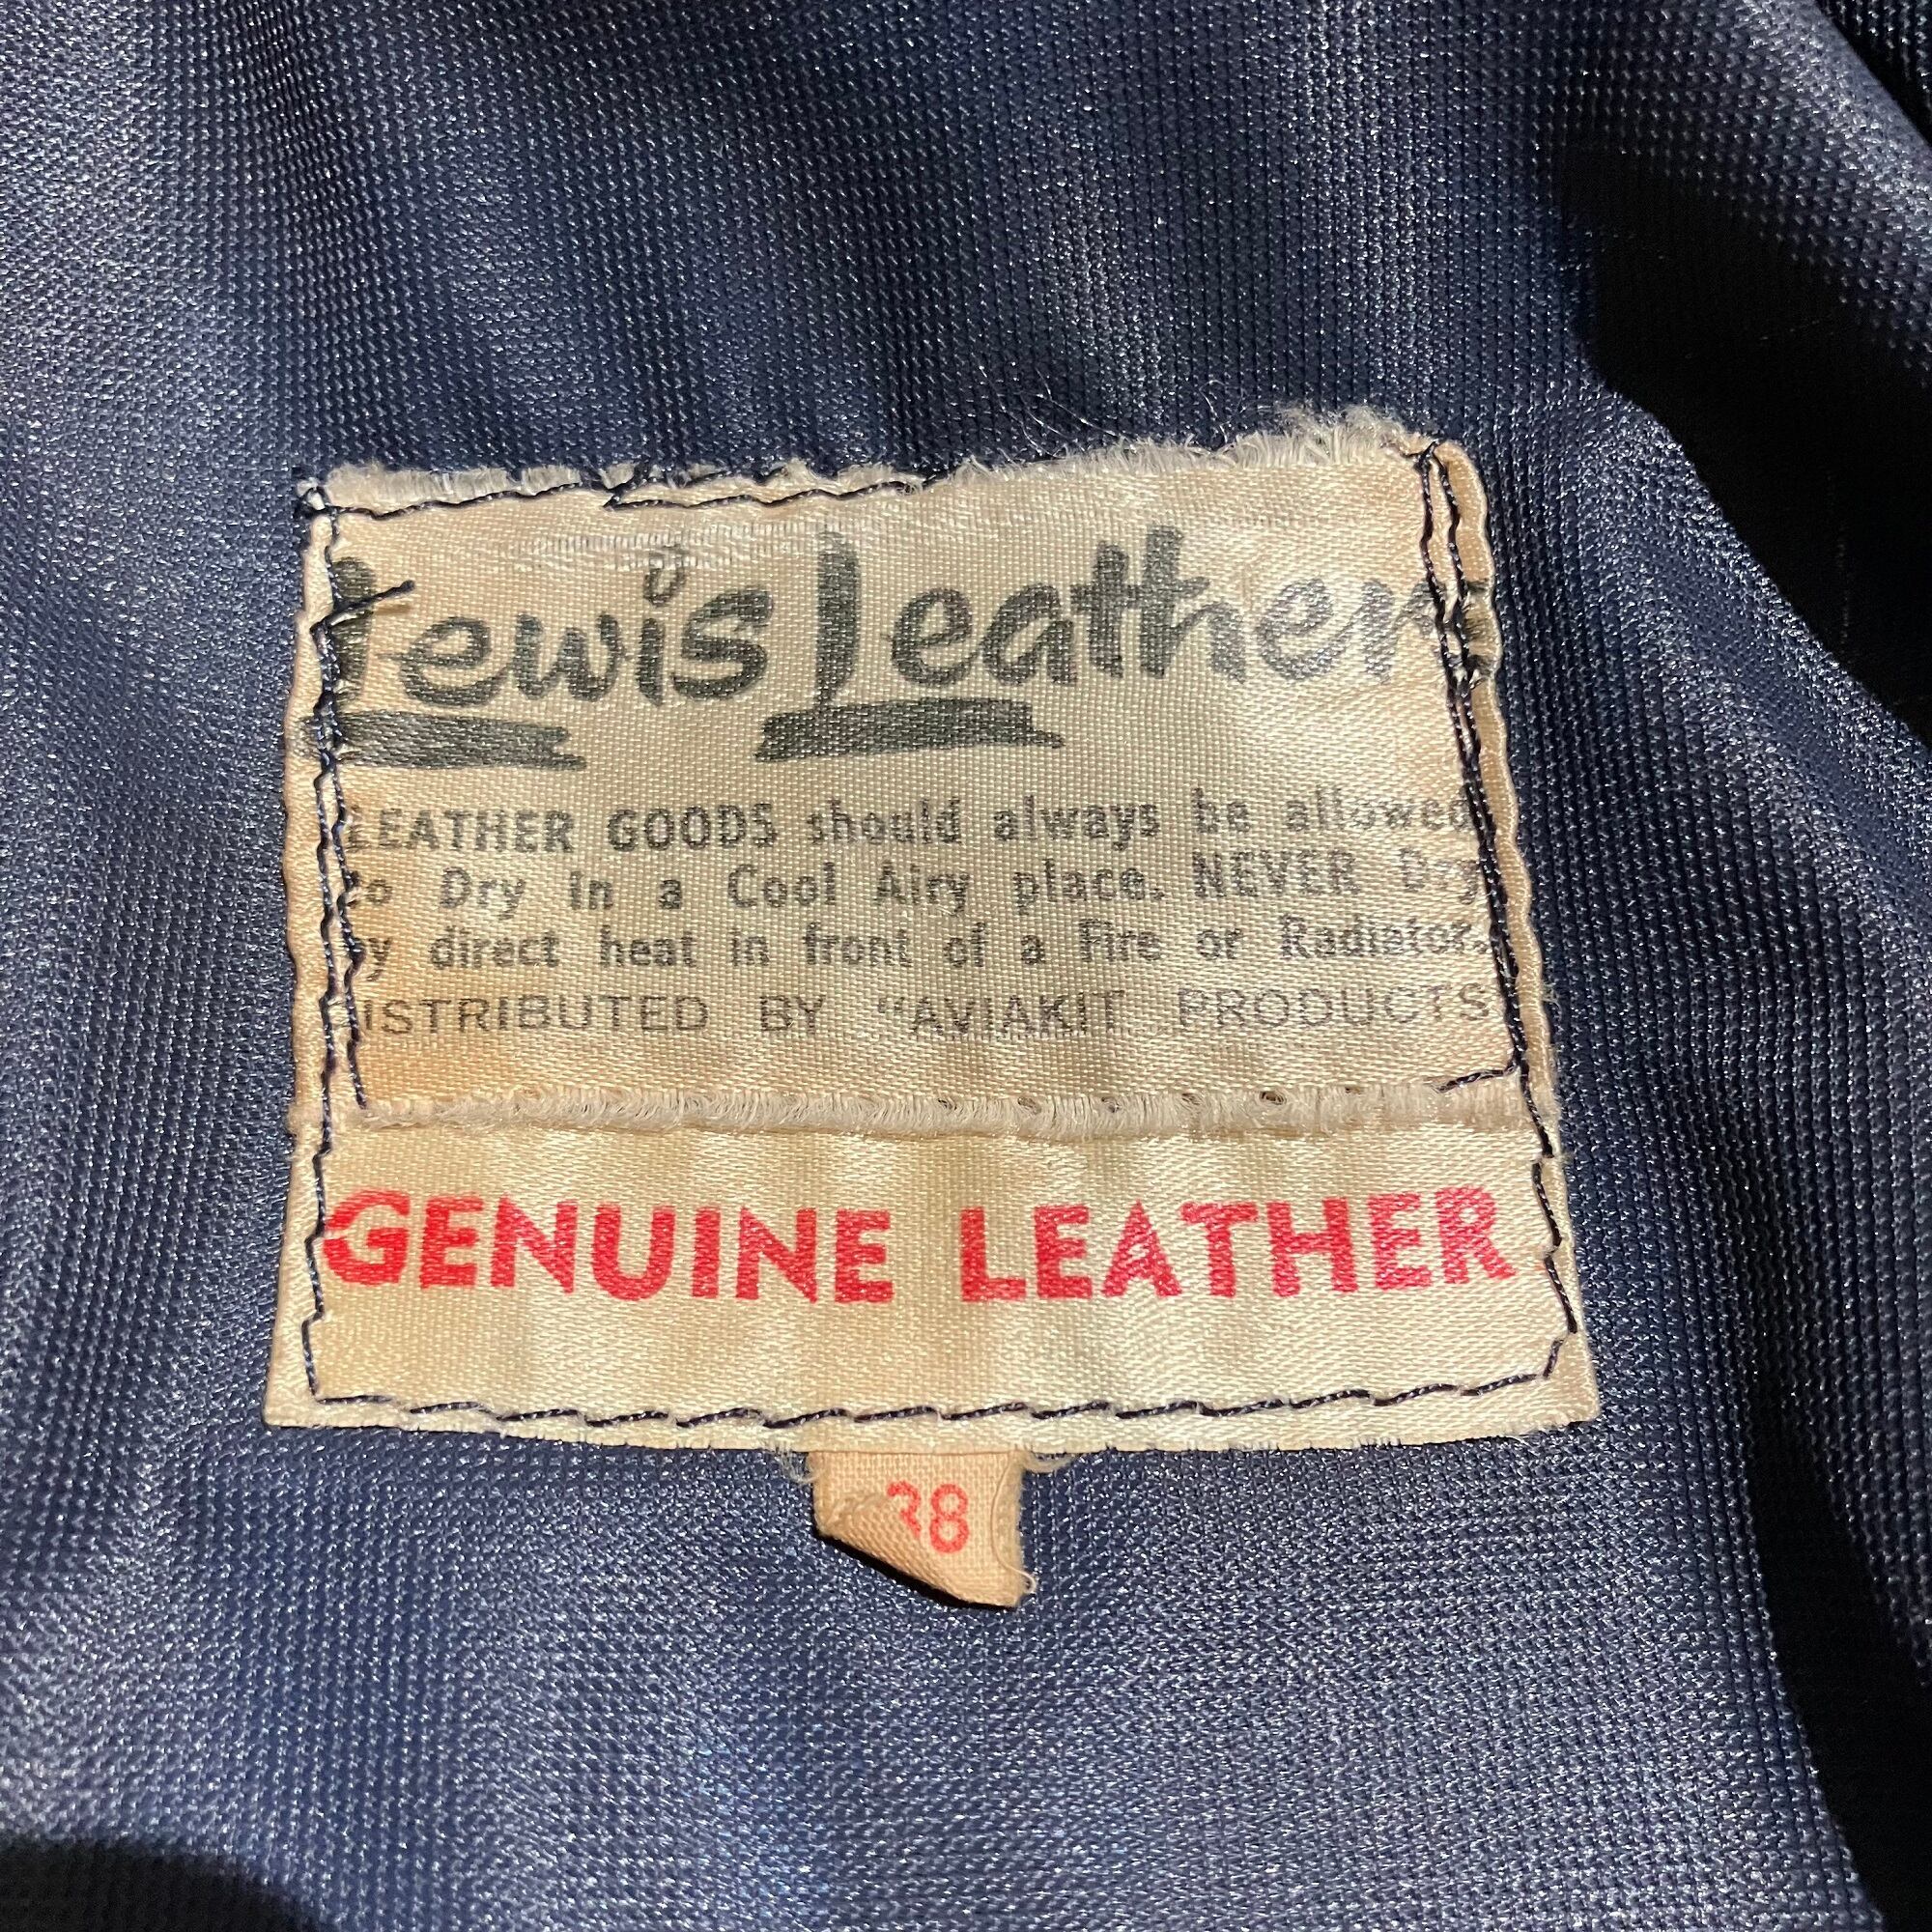 Lewis Leathers
LEATHER GOODS should always be allowed
to Dry in a Cool Airy place. NEVER Dry
by direct heat in front of a Fire or Radiator.
DISTRIBUTED BY "AVIAKIT PRODUCTS
GENUINE LEATHER
38